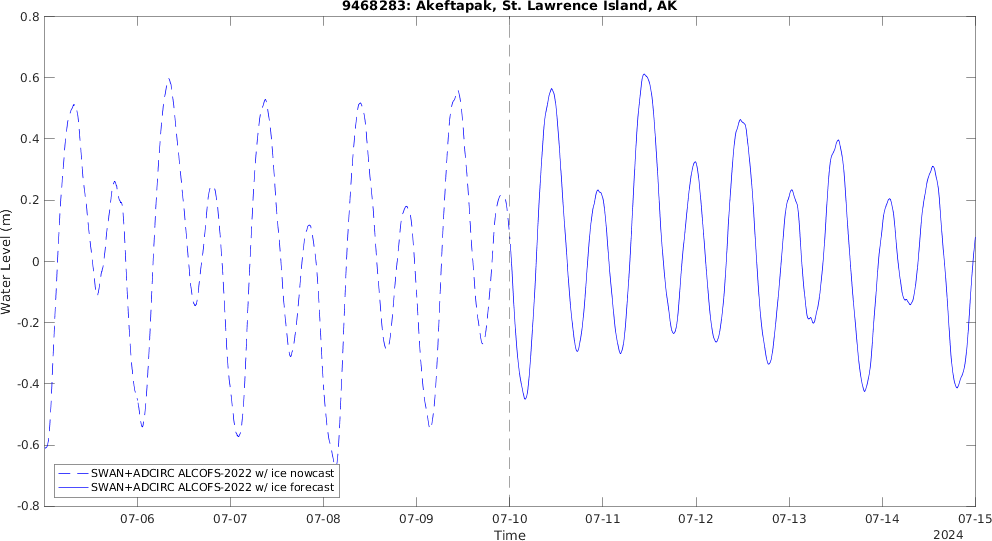 9468283: Akeftapak, St. Lawrence Island, AK
0.8
0.6
0.4
0.2
0
-0.2
-0.4
-0.6
-0.8
Water Level (m)
SWAN+ADCIRC ALCOFS-2022 w/ ice nowcast
SWAN+ADCIRC ALCOFS-2022 w/ ice forecast
07-06 07-07 07-08 07-09 07-10 07-11 07-12 07-13 07-14 07-15
Time
2024